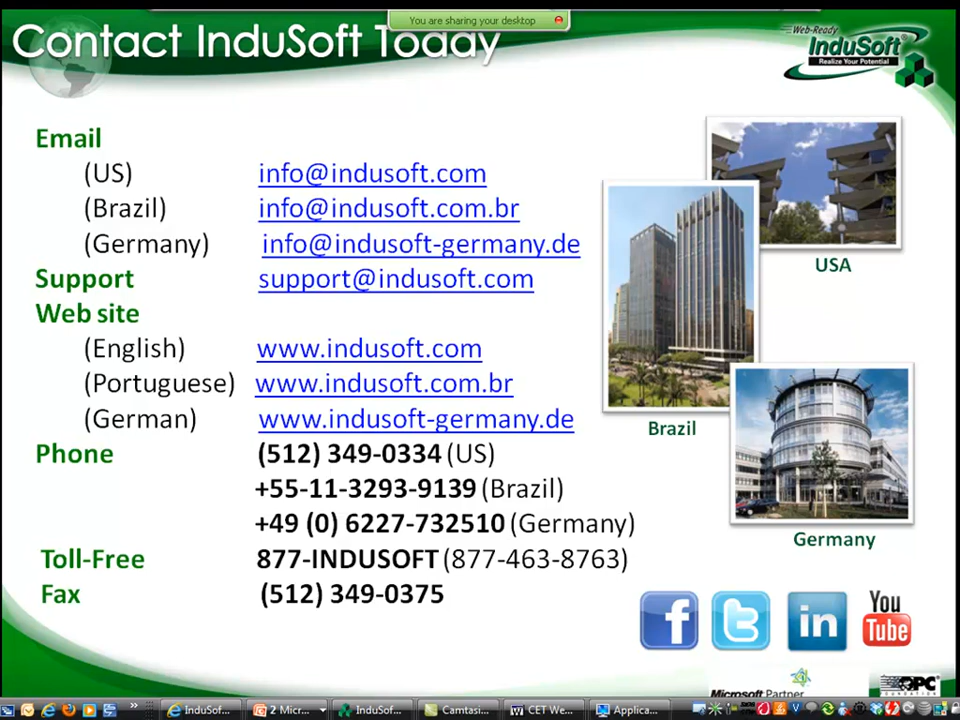 You are sharing your desktop
Contact InduSoft Today
Web-Ready
InduSoft®
Realize Your Potential
Email
(US) info@indusoft.com
(Brazil) info@indusoft.com.br
(Germany) info@indusoft-germany.de
Support support@indusoft.com
Web site
(English) www.indusoft.com
(Portuguese) www.indusoft.com.br
(German) www.indusoft-germany.de
Phone (512) 349-0334 (US)
+55-11-3293-9139 (Brazil)
+49 (0) 6227-732510 (Germany)
Toll-Free 877-INDUSOFT (877-463-8763)
Fax (512) 349-0375
USA
Brazil
Germany
f
t
in
You
Tube
Microsoft Partner
OPC
FOUNDATION
InduSof...
2 Micr...
InduSof...
Camtasi...
CET We...
Applica...